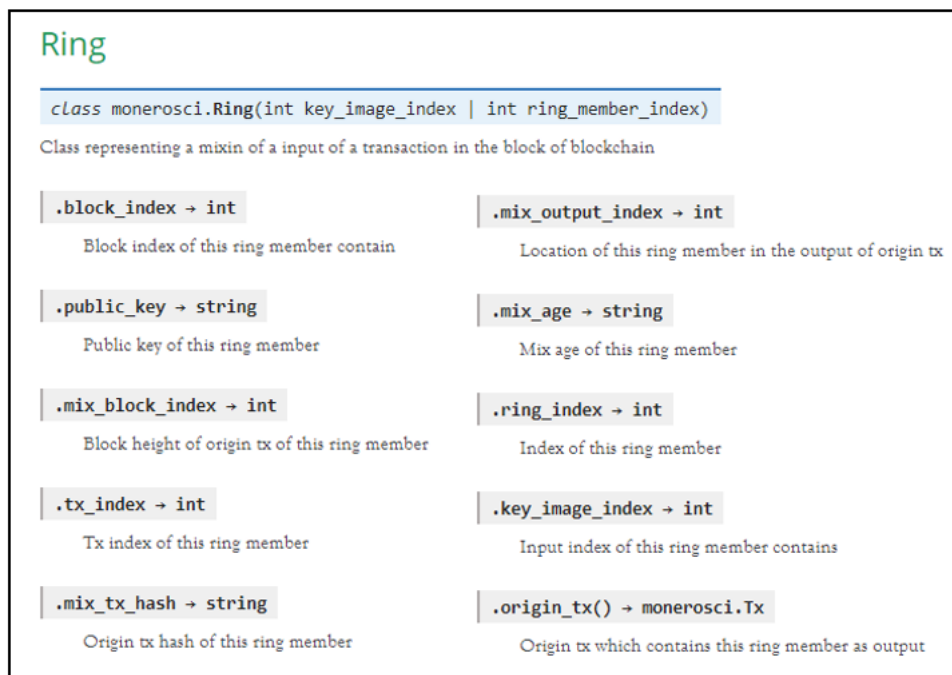 Ring
class monerosci.Ring(int key_image_index | int ring_member_index)
Class representing a mixin of a input of a transaction in the block of blockchain
.block_index → int
Block index of this ring member contain
.public_key → string
Public key of this ring member
.mix_block_index → int
Block height of origin tx of this ring member
.tx_index → int
Tx index of this ring member
.mix_tx_hash → string
Origin tx hash of this ring member
.mix_output_index → int
Location of this ring member in the output of origin tx
.mix_age → string
Mix age of this ring member
.ring_index → int
Index of this ring member
.key_image_index → int
Input index of this ring member contains
.origin_tx() → monerosci.Tx
Origin tx which contains this ring member as output